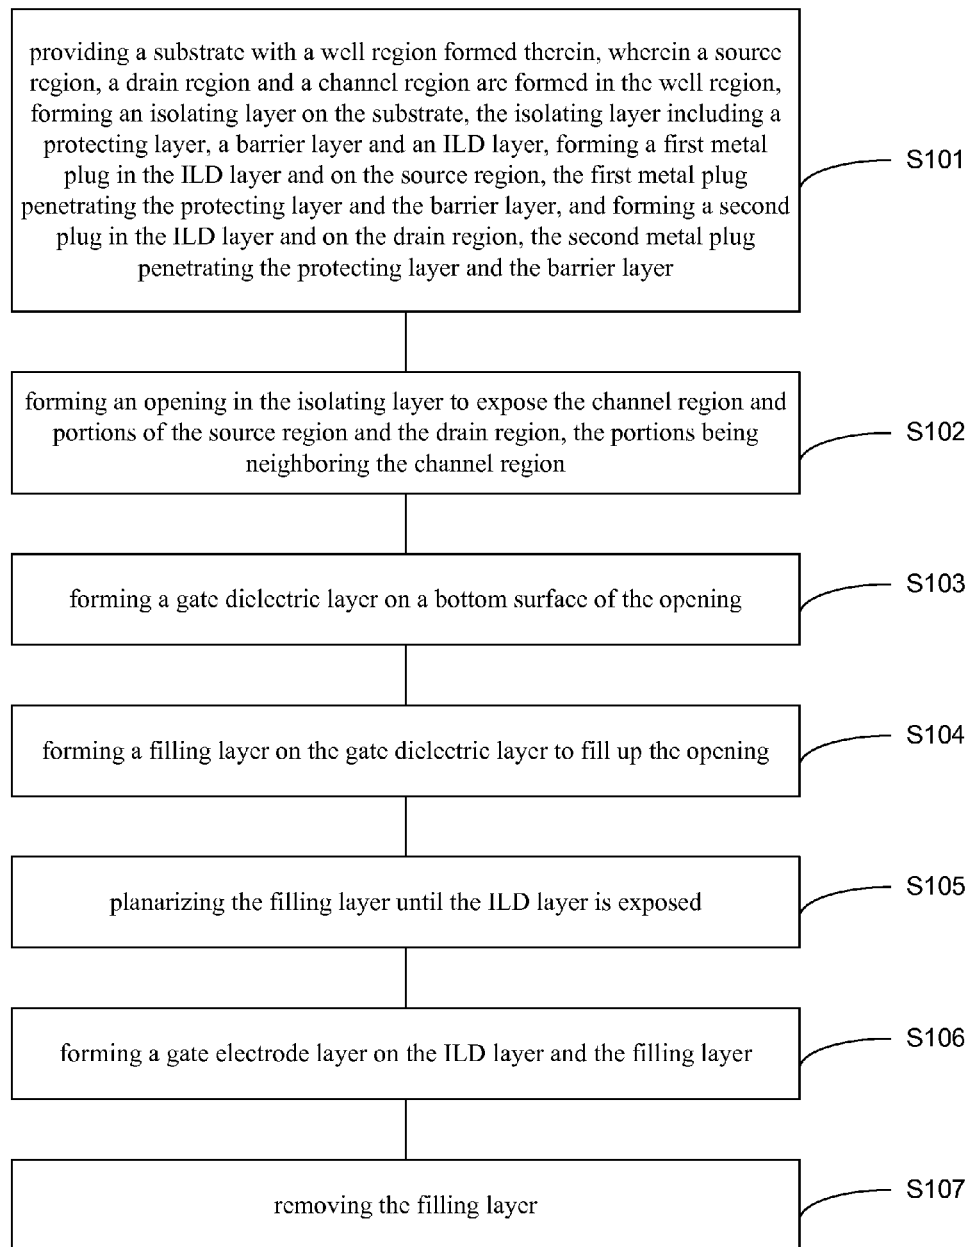 providing a substrate with a well region formed therein, wherein a source
region, a drain region and a channel region are formed in the well region,
forming an isolating layer on the substrate, the isolating layer including a
protecting layer, a barrier layer and an ILD layer, forming a first metal
plug in the ILD layer and on the source region, the first metal plug
penetrating the protecting layer and the barrier layer, and forming a second
plug in the ILD layer and on the drain region, the second metal plug
penetrating the protecting layer and the barrier layer
S101
forming an opening in the isolating layer to expose the channel region and
portions of the source region and the drain region, the portions being
neighboring the channel region
S102
forming a gate dielectric layer on a bottom surface of the opening
S103
forming a filling layer on the gate dielectric layer to fill up the opening
S104
planarizing the filling layer until the ILD layer is exposed
S105
forming a gate electrode layer on the ILD layer and the filling layer
S106
removing the filling layer
S107